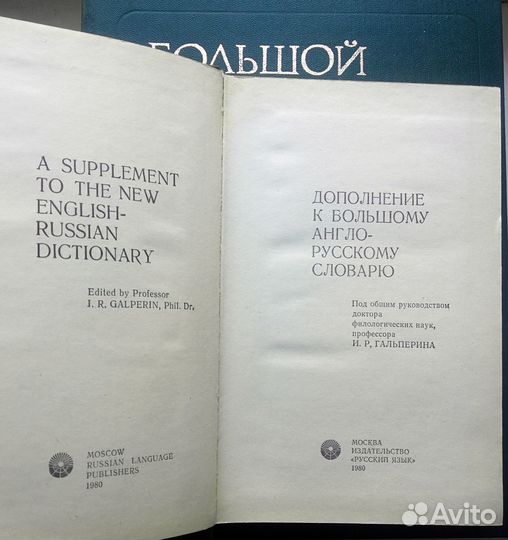 БОЛЬШОЙ
A SUPPLEMENT
TO THE NEW
ENGLISH-
RUSSIAN
DICTIONARY
Edited by Professor
I. R. GALPERIN, Phil. Dr.
MOSCOW
RUSSIAN LANGUAGE
PUBLISHERS
1980
ДОПОЛНЕНИЕ
К БОЛЬШОМУ
АНГЛО-
РУССКОМУ
СЛОВАРЮ
Под общим руководством
доктора
филологических наук,
профессора
И. Р. ГАЛЬПЕРИНА
МОСКВА
ИЗДАТЕЛЬСТВО
«РУССКИЙ ЯЗЫК»
1980
Avito